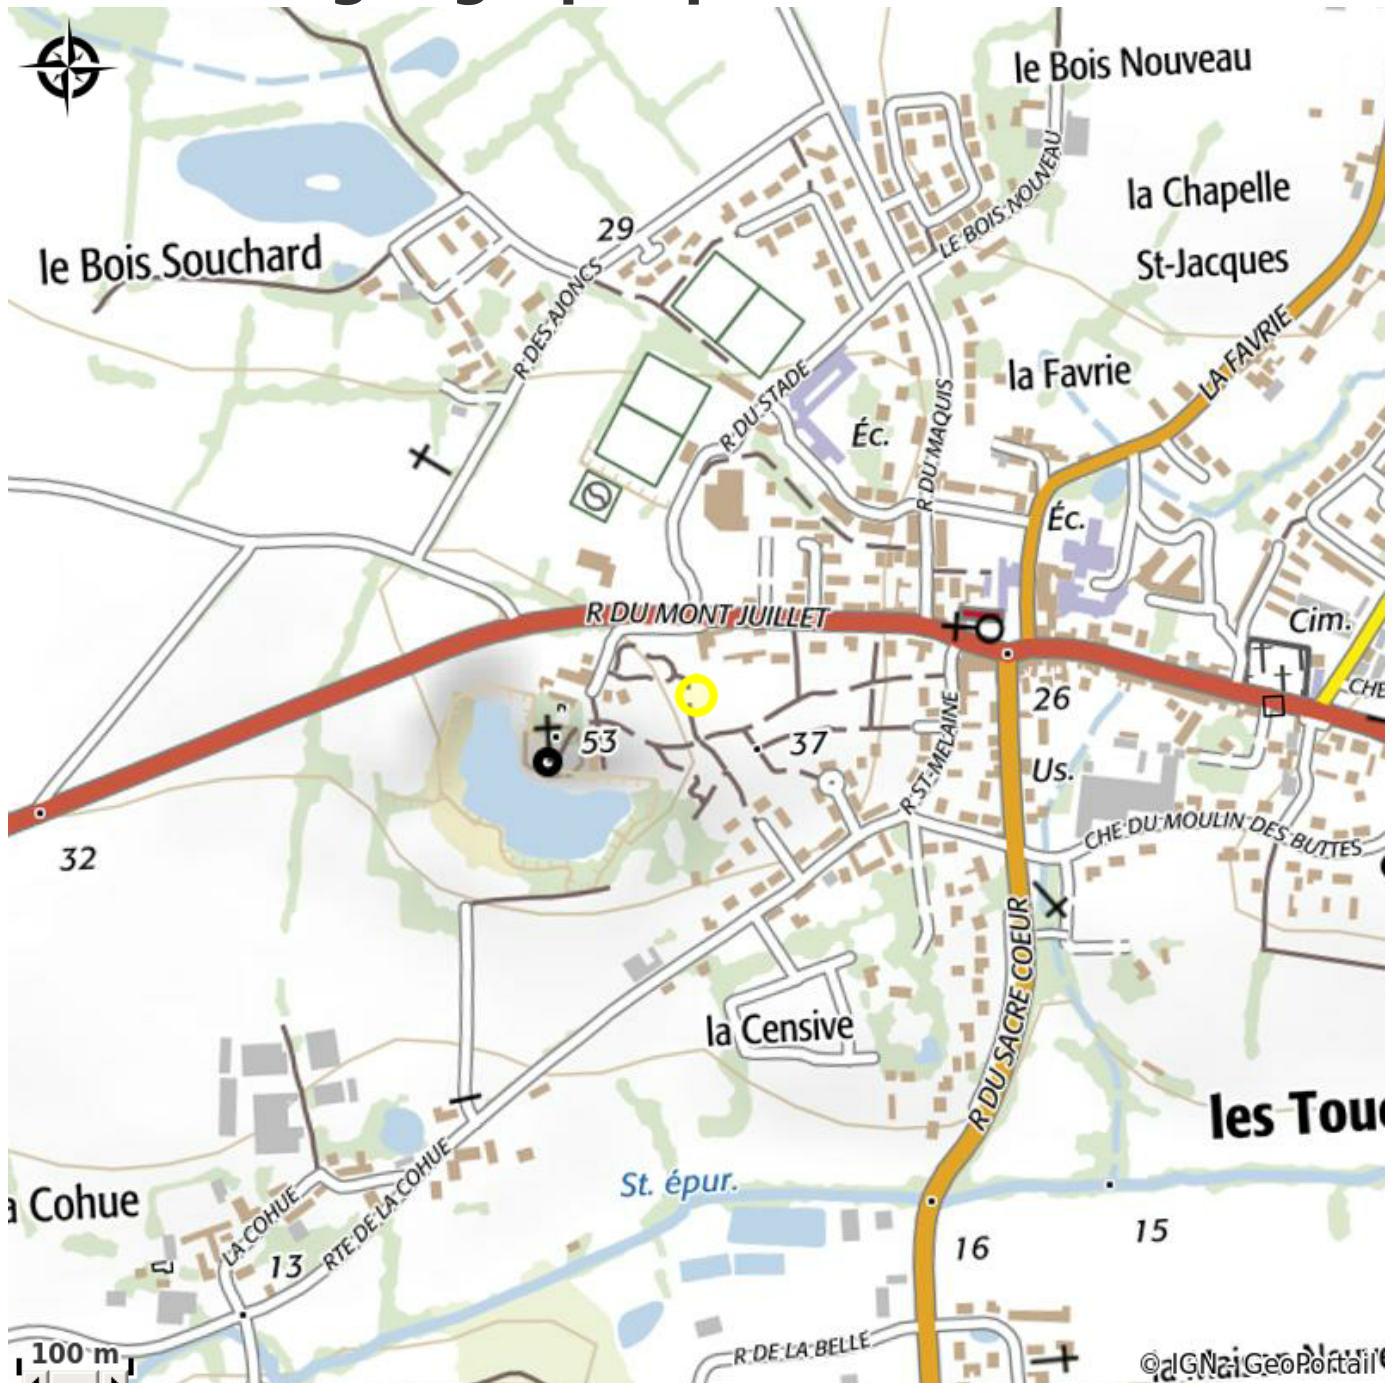 le Bois Nouveau
la Chapelle
St-Jacques
LE BOIS NOUVEAU
29
le Bois Souchard
R DES AJONCS
LA FAVRIE
la Favrie
R DU STADE
R DU MAQUIS
Éc.
Éc.
R DU MONT JUILLET
Cim.
CHE
26
53
37
R ST-MELAINE
Us.
32
CHE DU MOULIN DES BUTTES
R DU SACRE COEUR
la Censive
les Touc
St. épur.
a Cohue
LA COHUE
RTE DE LA COHUE
13
16
15
R DE LA BELLE
100 m
© IGN - GeoPortail